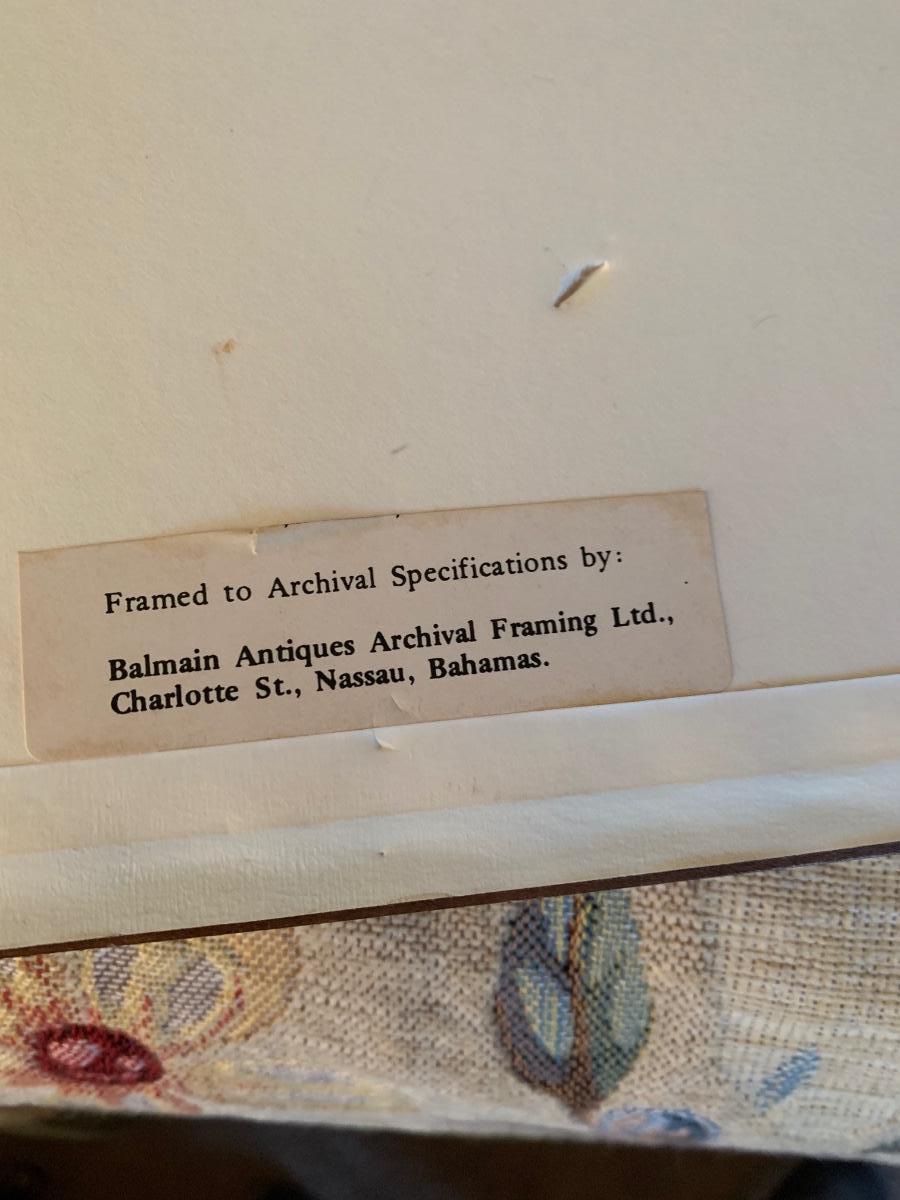 Framed to Archival Specifications by:
Balmain Antiques Archival Framing Ltd.,
Charlotte St., Nassau, Bahamas.